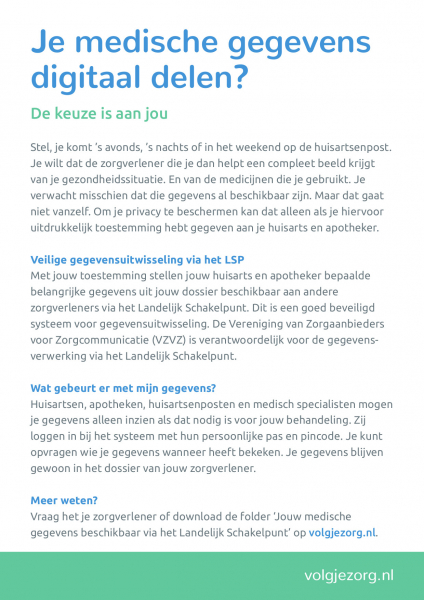 Je medische gegevens
digitaal delen?
De keuze is aan jou
Stel, je komt ’s avonds, ’s nachts of in het weekend op de huisartsenpost.
Je wilt dat de zorgverlener die je dan helpt een compleet beeld krijgt
van je gezondheidssituatie. En van de medicijnen die je gebruikt. Je
verwacht misschien dat die gegevens al beschikbaar zijn. Maar dat gaat
niet vanzelf. Om je privacy te beschermen kan dat alleen als je hiervoor
uitdrukkelijk toestemming hebt gegeven aan je huisarts en apotheker.
Veilige gegevensuitwisseling via het LSP
Met jouw toestemming stellen jouw huisarts en apotheker bepaalde
belangrijke gegevens uit jouw dossier beschikbaar aan andere
zorgverleners via het Landelijk Schakelpunt. Dit is een goed beveiligd
systeem voor gegevensuitwisseling. De Vereniging van Zorgaanbieders
voor Zorgcommunicatie (VZVZ) is verantwoordelijk voor de gegevens-
verwerking via het Landelijk Schakelpunt.
Wat gebeurt er met mijn gegevens?
Huisartsen, apotheken, huisartsenposten en medisch specialisten mogen
je gegevens alleen inzien als dat nodig is voor jouw behandeling. Zij
loggen in bij het systeem met hun persoonlijke pas en pincode. Je kunt
opvragen wie je gegevens wanneer heeft bekeken. Je gegevens blijven
gewoon in het dossier van jouw zorgverlener.
Meer weten?
Vraag het je zorgverlener of download de folder ‘Jouw medische
gegevens beschikbaar via het Landelijk Schakelpunt’ op volgjezorg.nl.
volgjezorg.nl